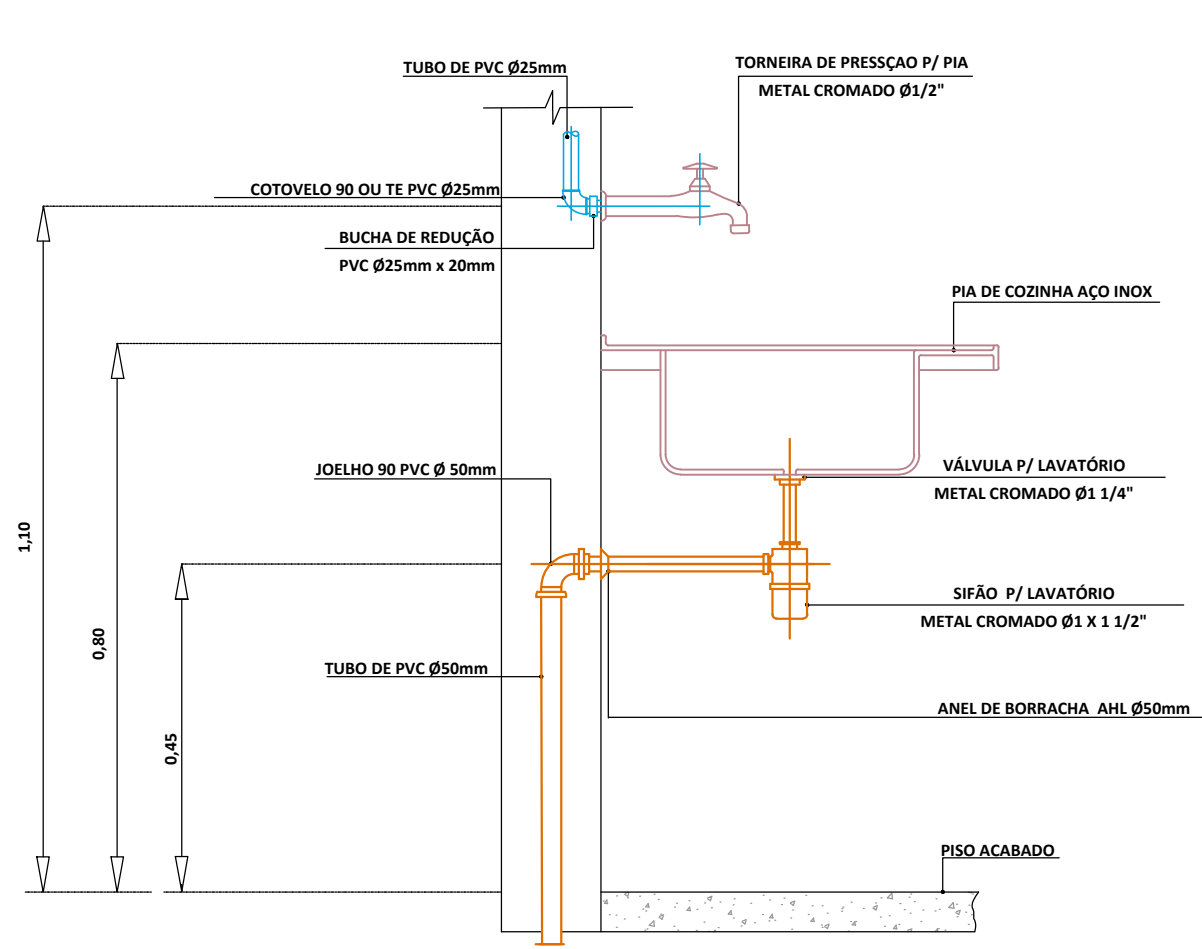 TUBO DE PVC Ø25mm
TORNEIRA DE PRESSÇAO P/ PIA
METAL CROMADO Ø1/2"
COTOVELO 90 OU TE PVC Ø25mm
BUCHA DE REDUÇÃO
PVC Ø25mm x 20mm
PIA DE COZINHA AÇO INOX
JOELHO 90 PVC Ø 50mm
VÁLVULA P/ LAVATÓRIO
METAL CROMADO Ø1 1/4"
1,10
SIFÃO P/ LAVATÓRIO
METAL CROMADO Ø1 X 1 1/2"
0,80
TUBO DE PVC Ø50mm
ANEL DE BORRACHA AHL Ø50mm
0,45
PISO ACABADO